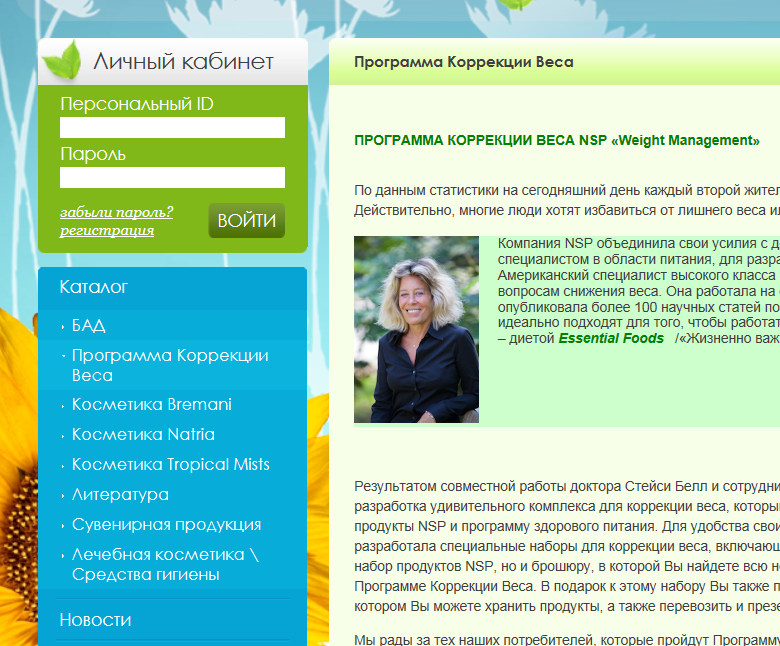 Личный кабинет
Персональный ID
Пароль
забыли пароль?
регистрация
ВОЙТИ
Каталог
БАД
Программа Коррекции
Веса
Косметика Bremani
Косметика Natria
Косметика Tropical Mists
Литература
Сувенирная продукция
Лечебная косметика \
Средства гигиены
Новости
Программа Коррекции Веса
ПРОГРАММА КОРРЕКЦИИ ВЕСА NSP «Weight Management»
По данным статистики на сегодняшний день каждый второй
Действительно, многие люди хотят избавиться от лишнего веса
Компания NSP объединила свои усилия с
специалистом в области питания, для
Американский специалист высокого класса
вопросам снижения веса. Она работала на
опубликовала более 100 научных статей по
идеально подходят для того, чтобы
– диетой Essential Foods /«Жизненно
Результатом совместной работы доктора Стейси Белл и
разработка удивительного комплекса для коррекции веса,
продукты NSP и программу здорового питания. Для удобства
разработала специальные наборы для коррекции веса,
набор продуктов NSP, но и брошюру, в которой Вы найдете всю
Программе Коррекции Веса. В подарок к этому набору Вы также
котором Вы можете хранить продукты, а также перевозить и
Мы рады за тех наших потребителей, которые пройдут